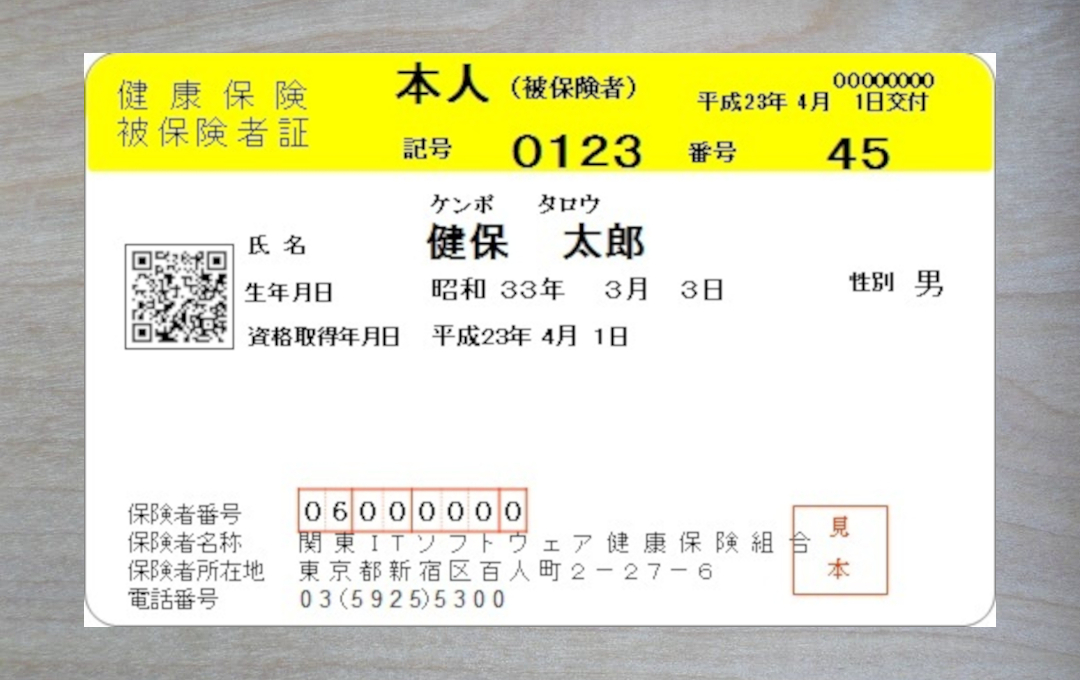 健康保険
被保険者証
本人（被保険者）
00000000
平成23年 4月 1日交付
記号 0123 番号 45
ケンポ タロウ
氏名 健保 太郎
生年月日 昭和 33年 3月 3日 性別 男
資格取得年月日 平成23年 4月 1日
保険者番号 06000000
保険者名称 関東ITソフトウェア健康保険組合
保険者所在地 東京都新宿区百人町2－27－6
電話番号 03(5925)5300
見本